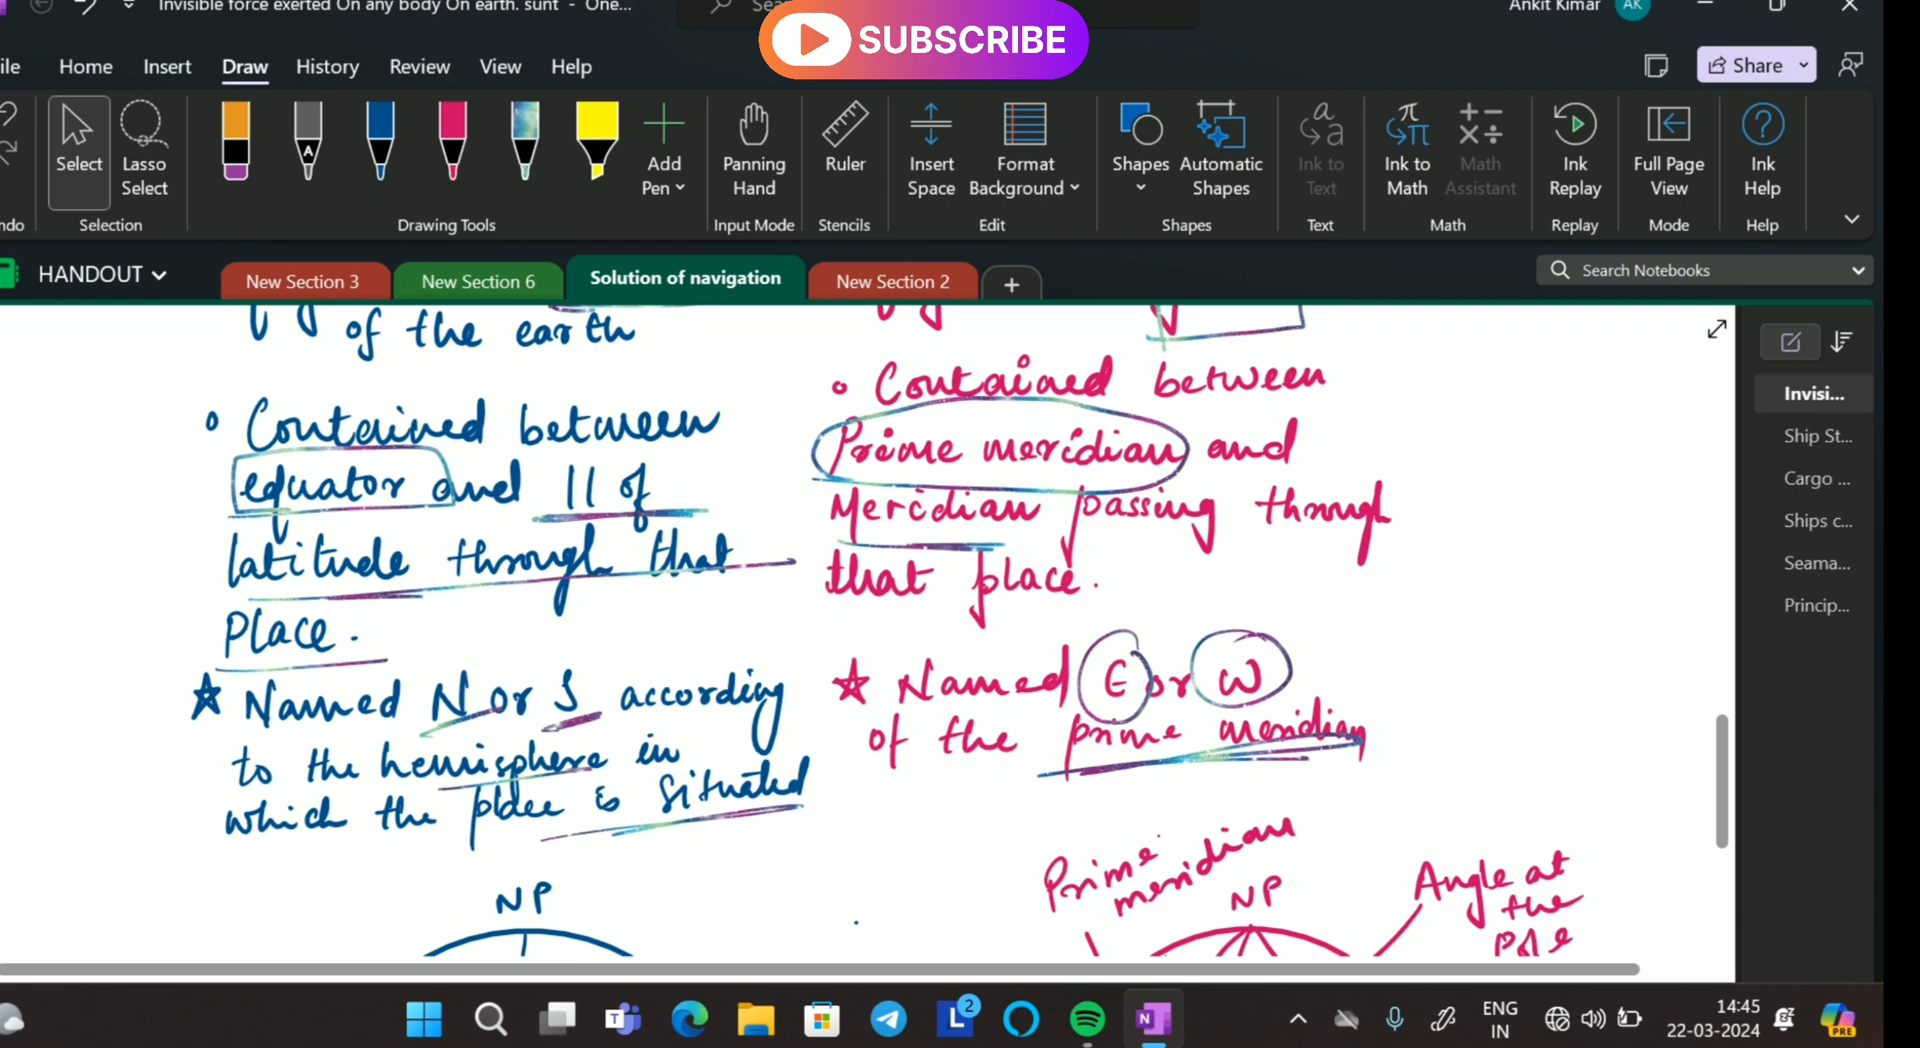 Invisible force exerted On any body On earth. sunt - One...
Ankit Kimar
AK
SUBSCRIBE
ile
Home
Insert
Draw
History
Review
View
Help
Share
Select
Lasso
Select
A
Add
Pen
Panning
Hand
Ruler
Insert
Space
Format
Background
Shapes
Automatic
Shapes
Ink to
Text
Ink to
Math
Math
Assistant
Ink
Replay
Full Page
View
Ink
Help
ndo
Selection
Drawing Tools
Input Mode
Stencils
Edit
Shapes
Text
Math
Replay
Mode
Help
HANDOUT
New Section 3
New Section 6
Solution of navigation
New Section 2
+
Search Notebooks
of the earth
• Contained between
equator and || of
latitude through that
Place.
☆ Named N or S according
to the hemisphere in
which the place is situated
NP
• Contained between
Prime meridian and
Meridian passing through
that place.
☆ Named E or W
of the prime meridian
Prime
meridian
NP
Angle at
the
pole
Invisi...
Ship St...
Cargo ...
Ships c...
Seama...
Princip...
2
ENG
IN
14:45
22-03-2024
PRE